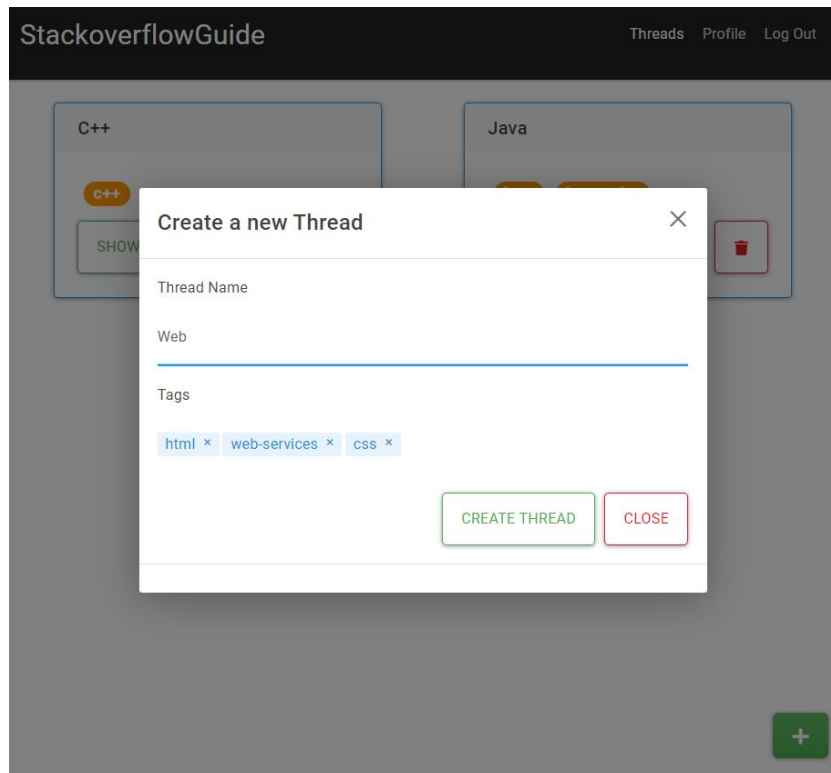 StackoverflowGuide
Threads Profile Log Out
C++
Java
c++
SHOW
Create a new Thread
Thread Name
Web
Tags
html × web-services × css ×
CREATE THREAD CLOSE